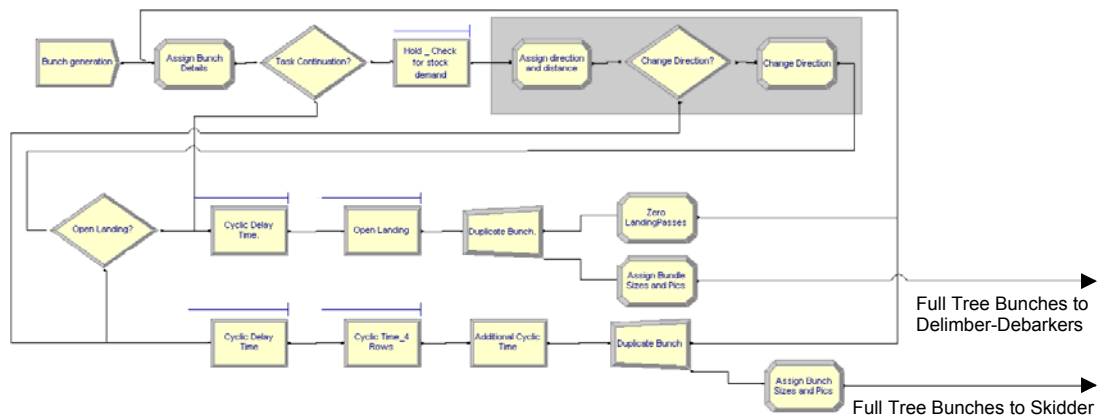 Bunch generation
Assign Bunch
Details
Task Continuation?
Hold _ Check
for stock
demand
Assign direction
and distance
Change Direction?
Change Direction
Open Landing?
Cyclic Delay
Time.
Open Landing
Duplicate Bunch.
Zero
LandingPasses
Assign Bundle
Sizes and Pics
Full Tree Bunches to
Delimber-Debarkers
Cyclic Delay
Time
Cyclic Time_4
Rows
Additional Cyclic
Time
Duplicate Bunch
Assign Bunch
Sizes and Pics
Full Tree Bunches to Skidder